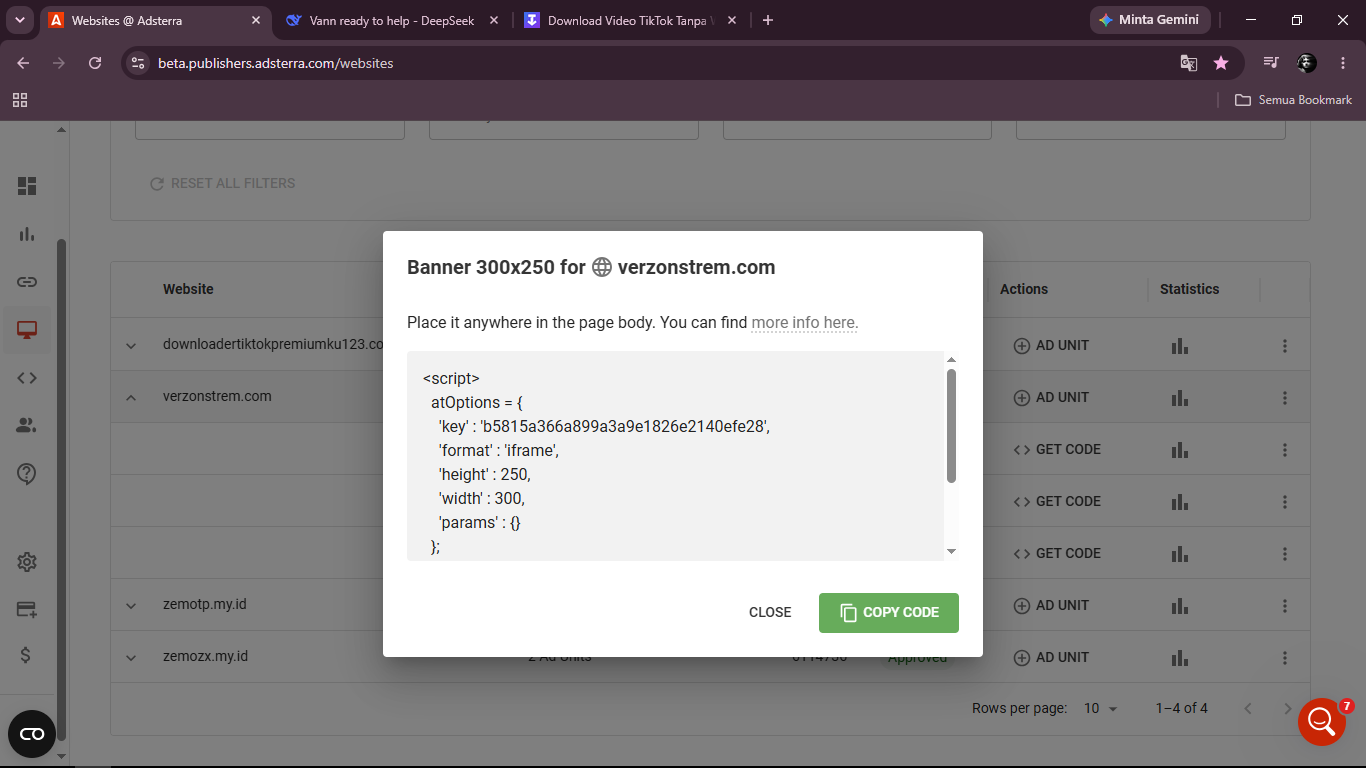 Websites @ Adsterra
Vann ready to help - DeepSeek
Download Video TikTok Tanpa
Minta Gemini
beta.publishers.adsterra.com/websites
Semua Bookmark
RESET ALL FILTERS
Banner 300x250 for verzonstrem.com
Place it anywhere in the page body. You can find more info here.
<script>
atOptions = {
'key' : 'b5815a366a899a3a9e1826e2140efe28',
'format' : 'iframe',
'height' : 250,
'width' : 300,
'params' : {}
};
CLOSE
COPY CODE
Website
Actions
Statistics
downloadertiktokpremiumku123.co
AD UNIT
verzonstrem.com
AD UNIT
GET CODE
GET CODE
GET CODE
zemotp.my.id
AD UNIT
zemozx.my.id
2 Ad Units
Approved
AD UNIT
Rows per page: 10
1–4 of 4
7